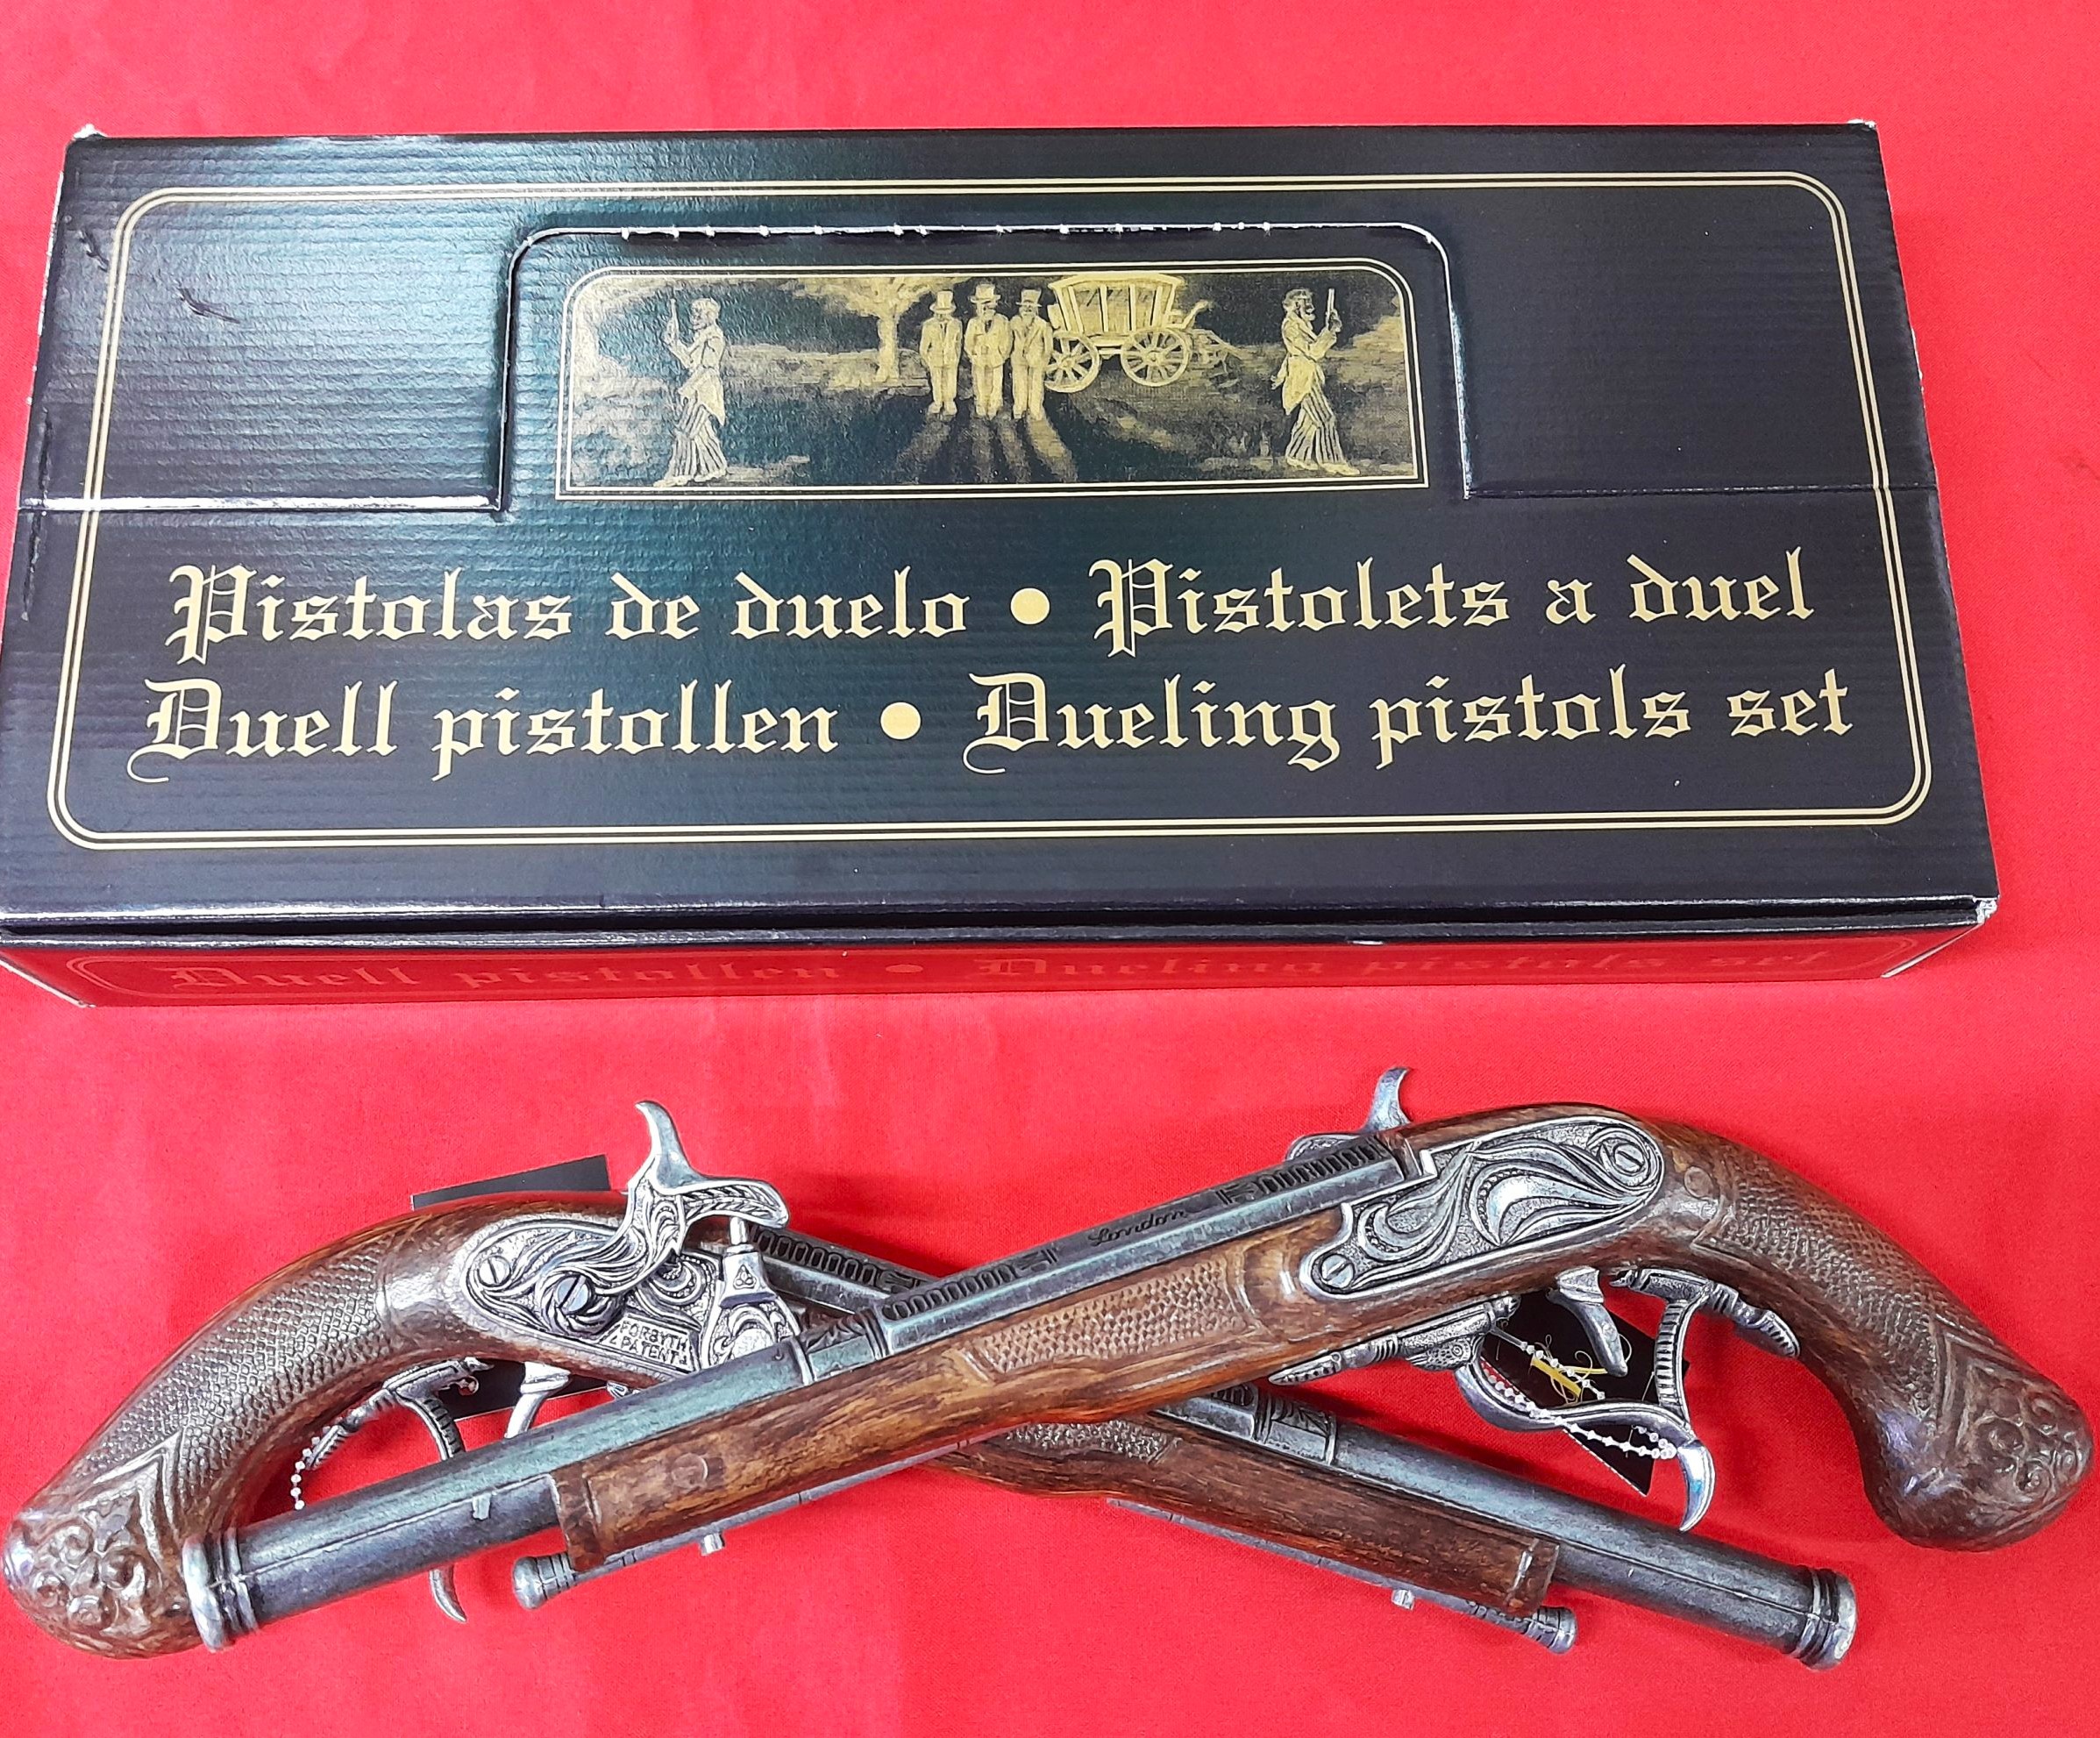 Pistolas de duelo • Pistolets a duel
Duell pistollen • Dueling pistols set
Duell pistollen • Dueling pistols set
London
FORSYTH
PATENT